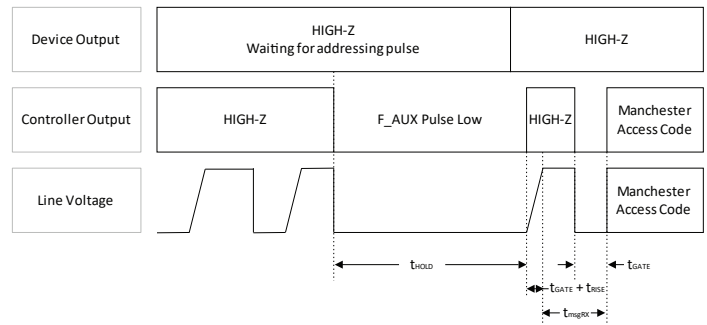 Device Output
HIGH-Z
Waiting for addressing pulse
HIGH-Z
Controller Output
HIGH-Z
F_AUX Pulse Low
HIGH-Z
Manchester
Access Code
Line Voltage
Manchester
Access Code
tHOLD
tGATE
tGATE + tRISE
tmsgRX